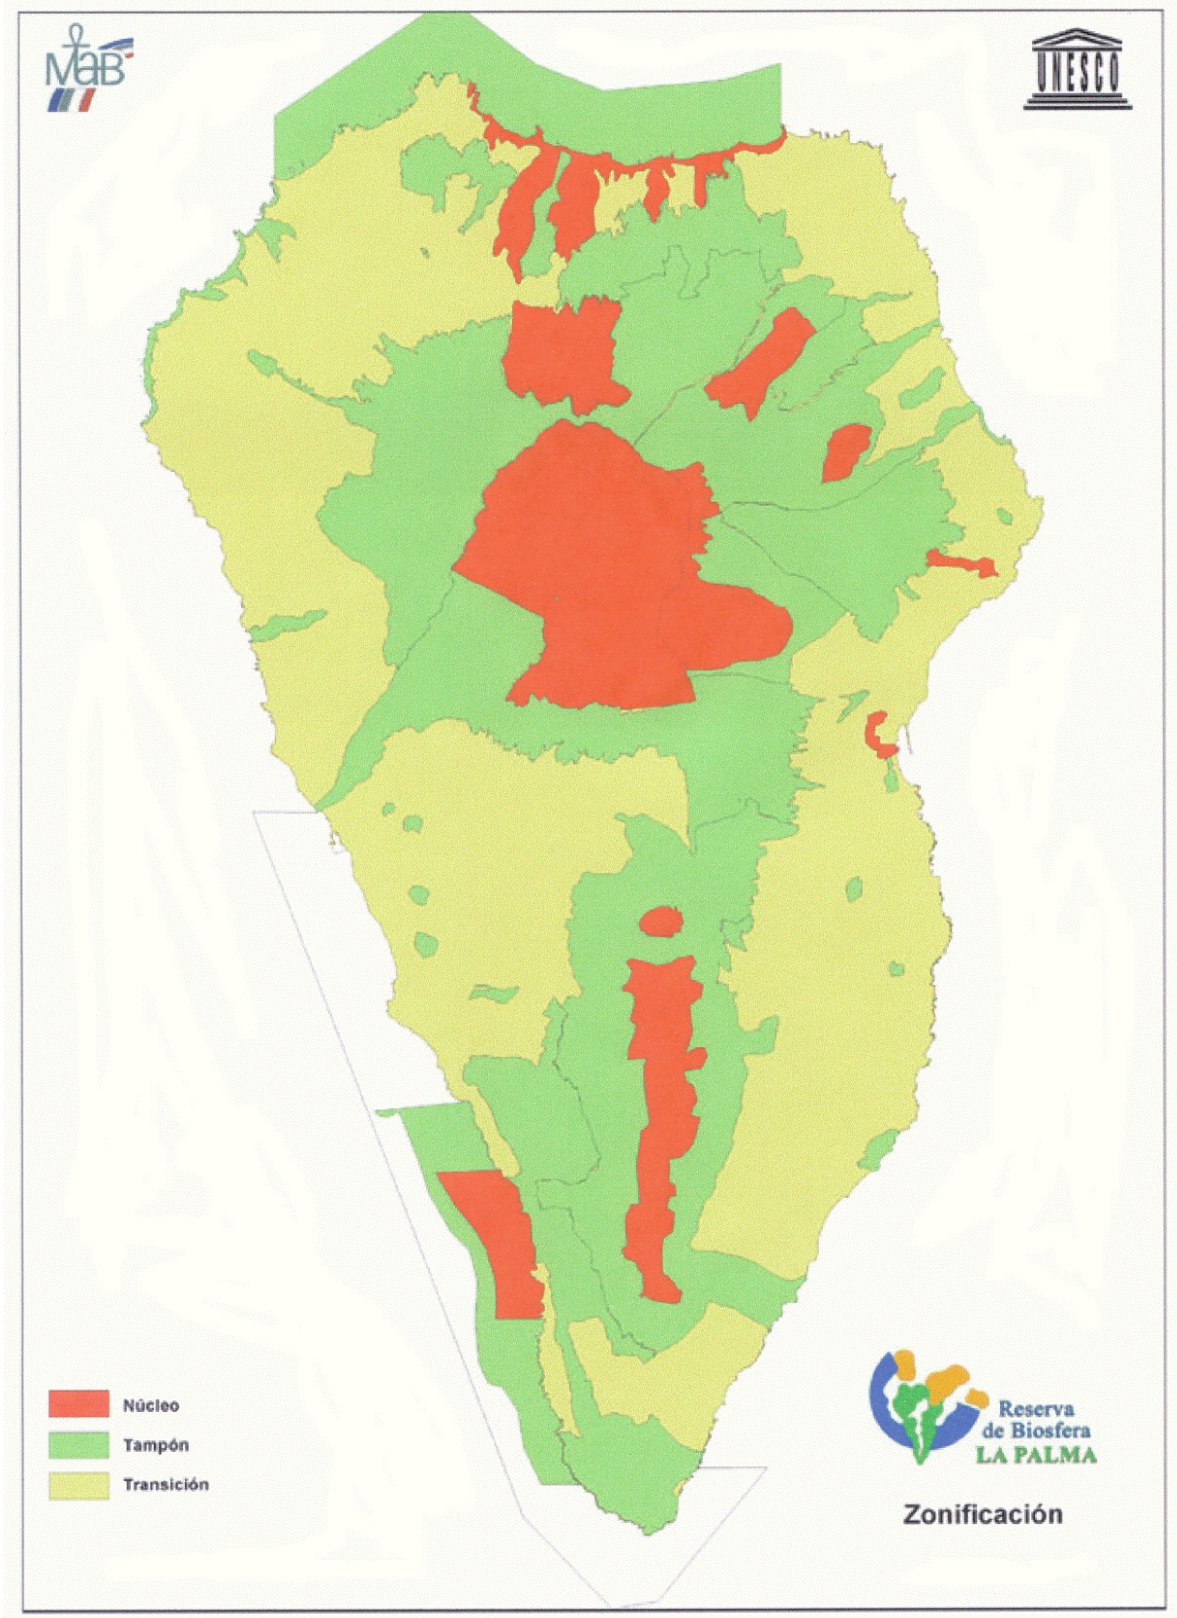 MaB
UNESCO
Núcleo
Tampón
Transición
Reserva
de Biosfera
LA PALMA
Zonificación